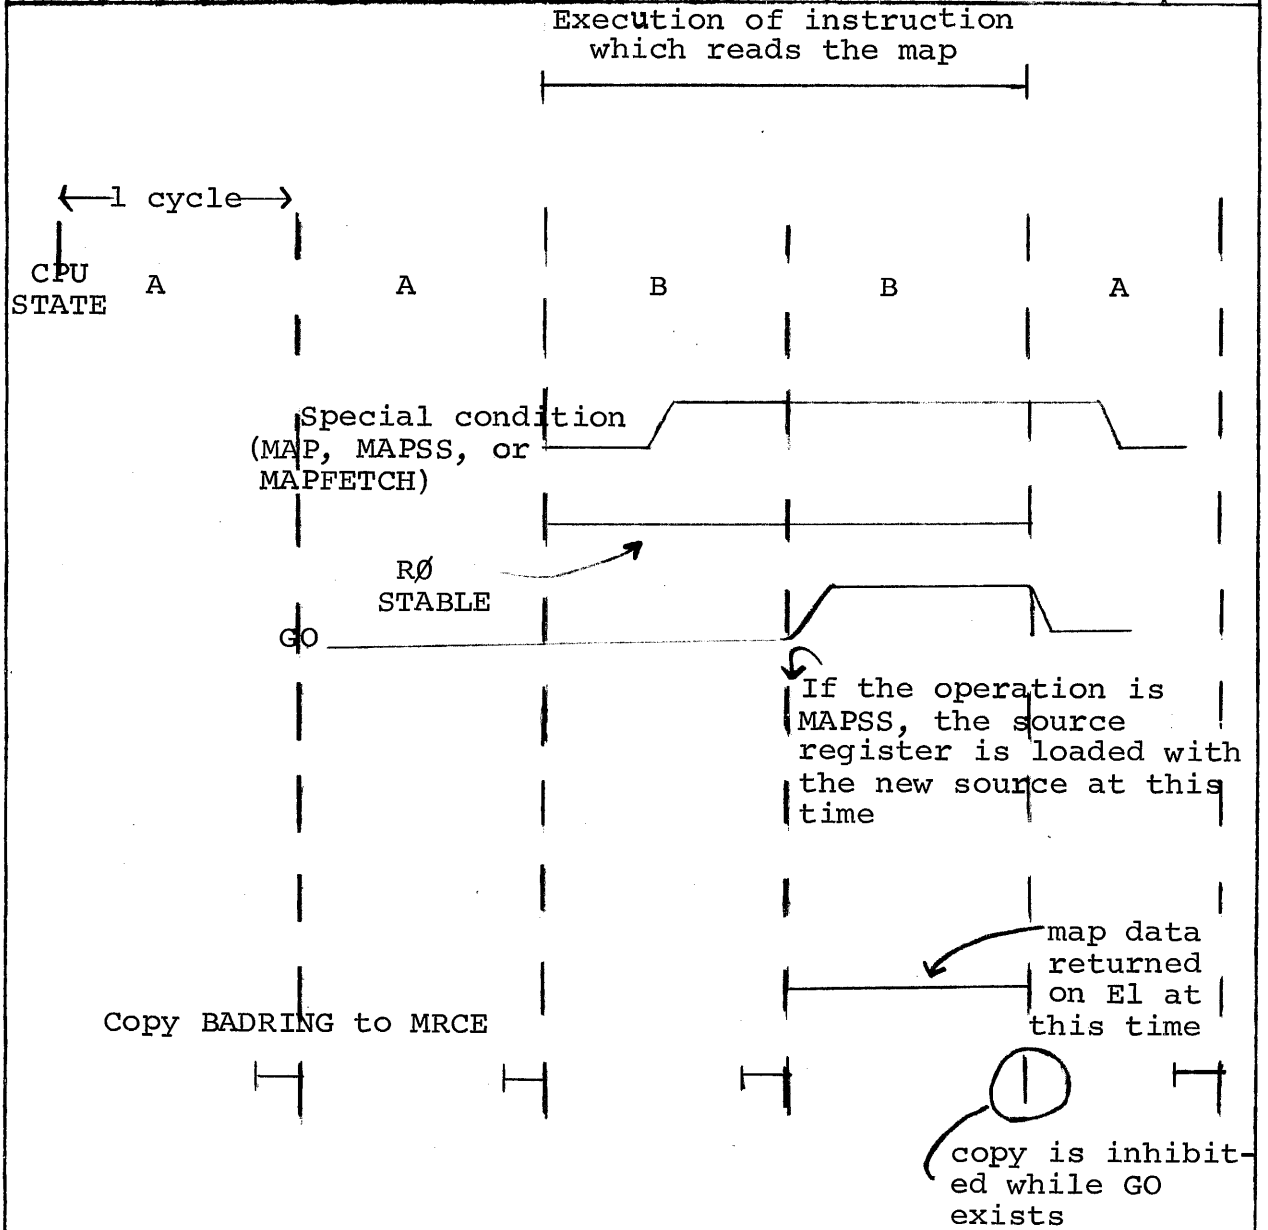 Execution of instruction
which reads the map
1 cycle
CPU
STATE
A
A
B
B
A
Special condition
(MAP, MAPSS, or
MAPFETCH)
RØ
STABLE
GO
If the operation is
MAPSS, the source
register is loaded with
the new source at this
time
map data
returned
on E1 at
this time
Copy BADRING to MRCE
copy is inhibit-
ed while GO
exists